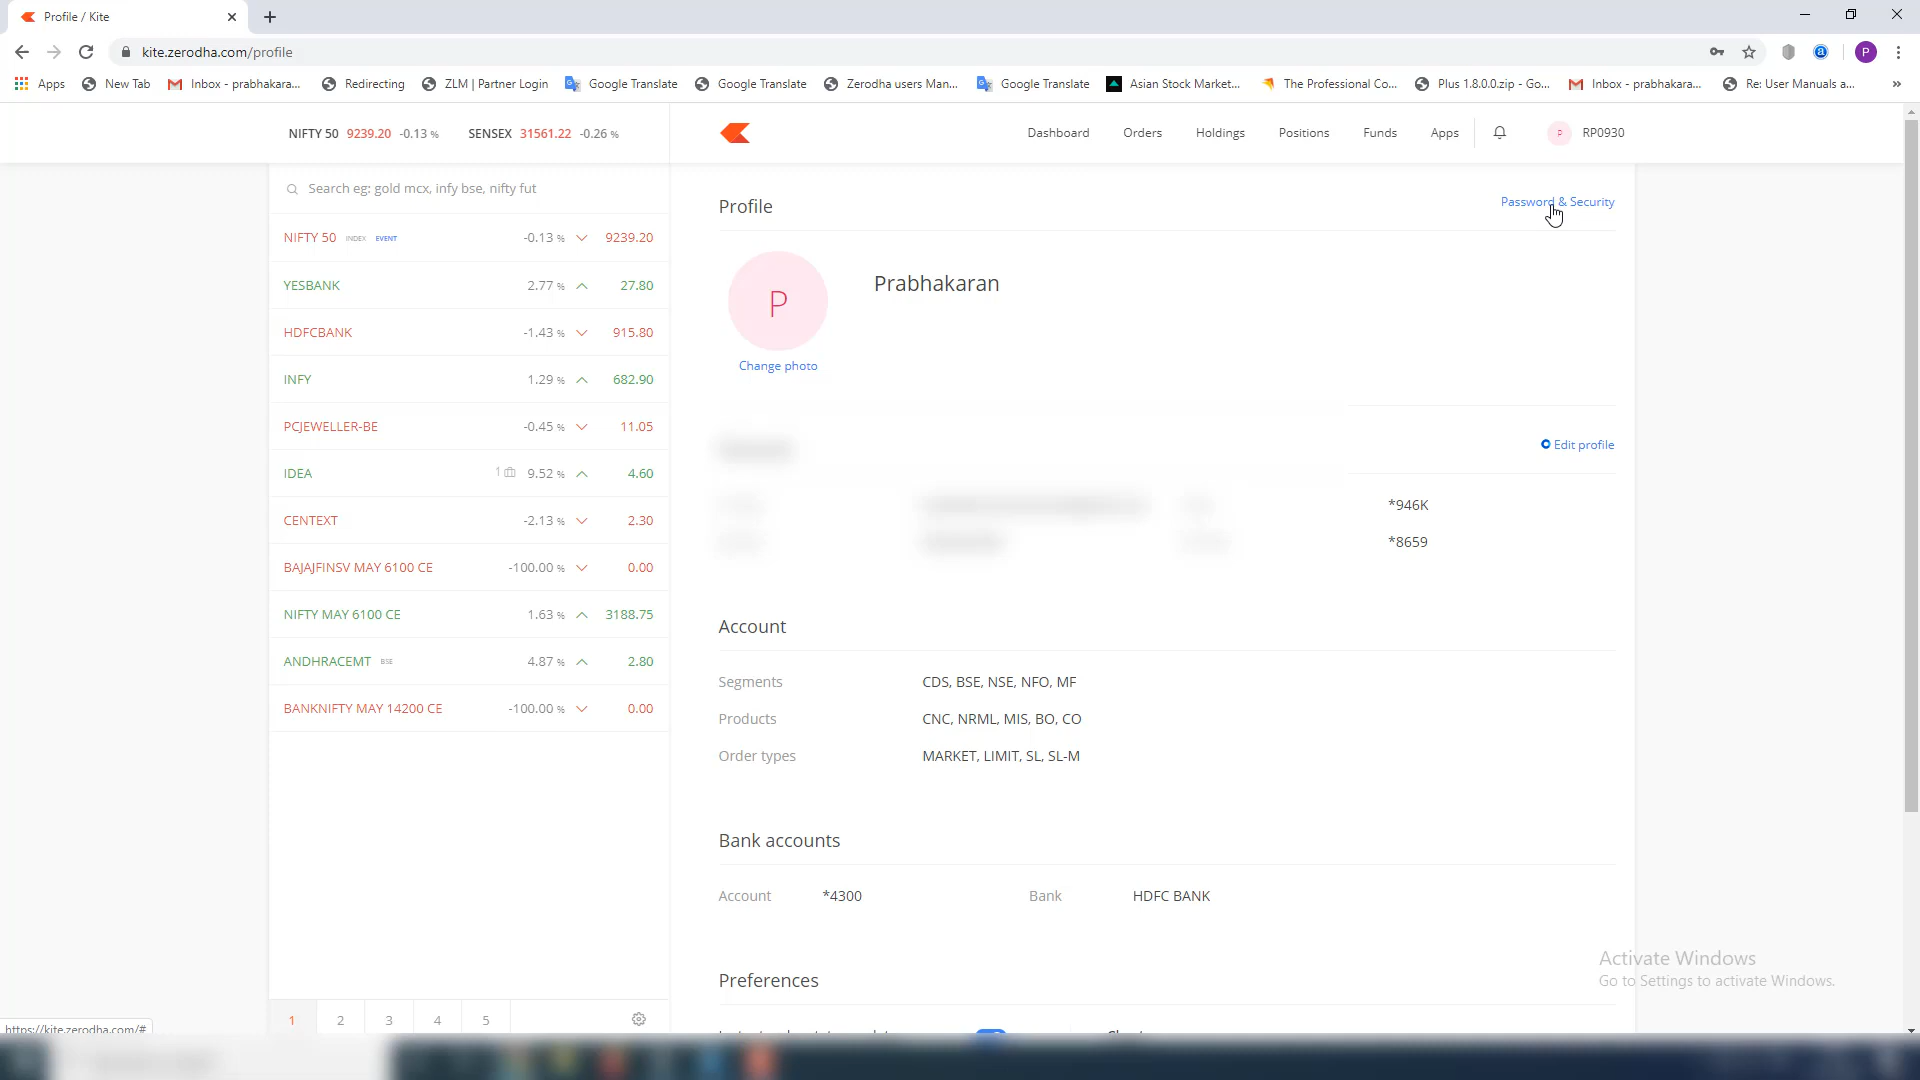 Profile / Kite
kite.zerodha.com/profile
Apps New Tab Inbox - prabhakara... Redirecting ZLM | Partner Login Google Translate Google Translate Zerodha users Man... Google Translate Asian Stock Market... The Professional Co... Plus 1.8.0.0.zip - Go... Inbox - prabhakara... Re: User Manuals a... »
NIFTY 50 9239.20 -0.13 % SENSEX 31561.22 -0.26 %
Dashboard Orders Holdings Positions Funds Apps P RP0930
Search eg: gold mcx, infy bse, nifty fut
NIFTY 50 INDEX EVENT -0.13 % 9239.20
YESBANK 2.77 % 27.80
HDFCBANK -1.43 % 915.80
INFY 1.29 % 682.90
PCJEWELLER-BE -0.45 % 11.05
IDEA 1 9.52 % 4.60
CENTEXT -2.13 % 2.30
BAJAJFINSV MAY 6100 CE -100.00 % 0.00
NIFTY MAY 6100 CE 1.63 % 3188.75
ANDHRACEMT BSE 4.87 % 2.80
BANKNIFTY MAY 14200 CE -100.00 % 0.00
1 2 3 4 5
https://kite.zerodha.com/#
Profile
Password & Security
P
Prabhakaran
Change photo
Edit profile
*946K
*8659
Account
Segments CDS, BSE, NSE, NFO, MF
Products CNC, NRML, MIS, BO, CO
Order types MARKET, LIMIT, SL, SL-M
Bank accounts
Account *4300 Bank HDFC BANK
Preferences
Activate Windows
Go to Settings to activate Windows.